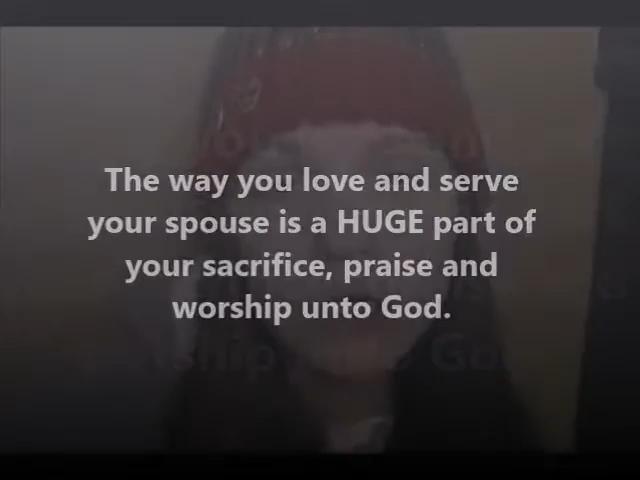 The way you love and serve
your spouse is a HUGE part of
your sacrifice, praise and
worship unto God.